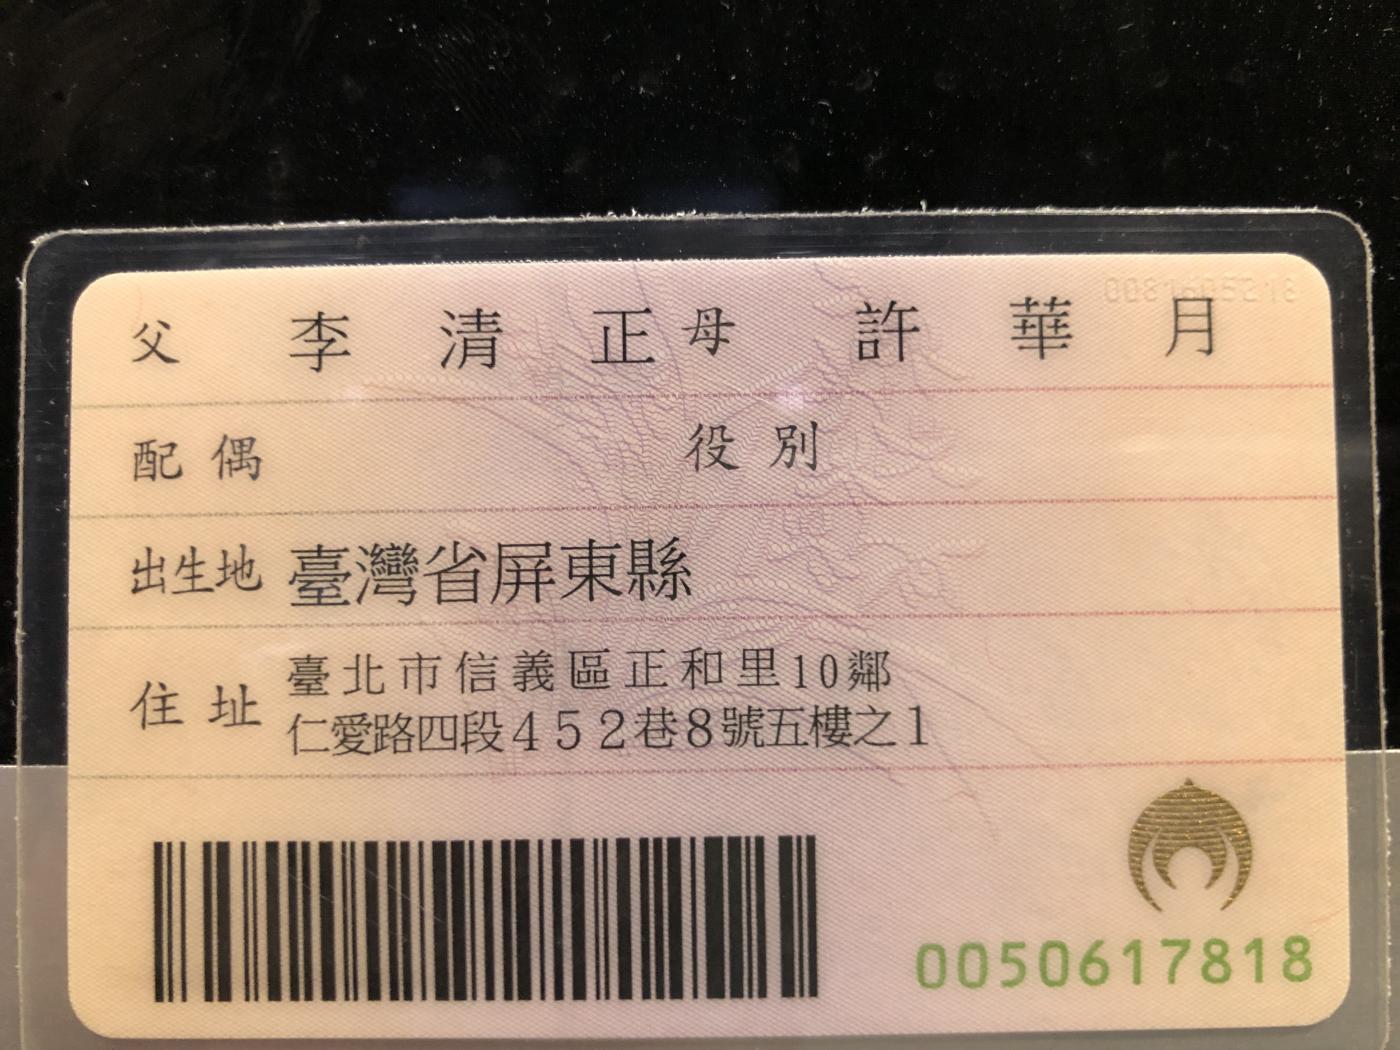 父 李清正 母 許華月
配偶 役別
出生地 臺灣省屏東縣
住址 臺北市信義區正和里10鄰
仁愛路四段452巷8號五樓之1
0050617818